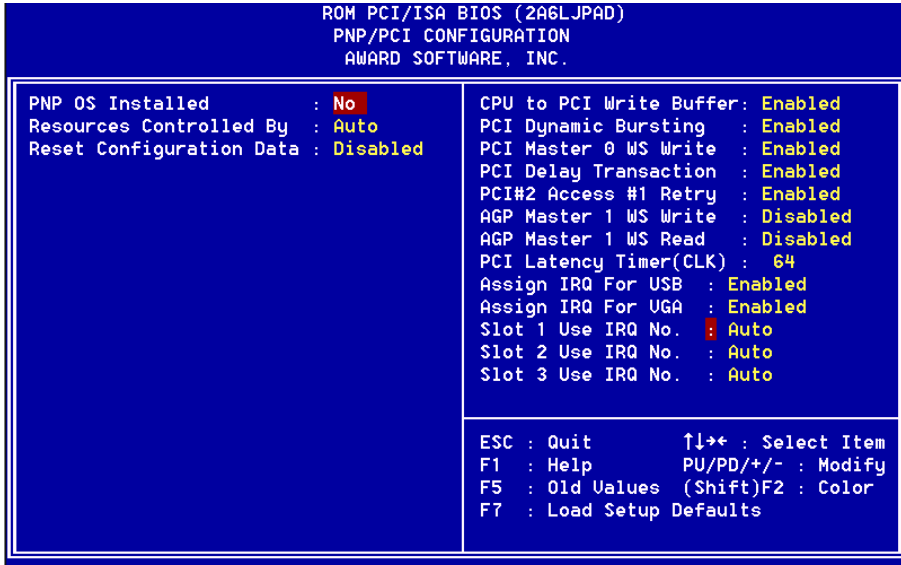 ROM PCI/ISA BIOS (2A6LJPAD)
PNP/PCI CONFIGURATION
AWARD SOFTWARE, INC.
PNP OS Installed : No
Resources Controlled By : Auto
Reset Configuration Data : Disabled
CPU to PCI Write Buffer: Enabled
PCI Dynamic Bursting : Enabled
PCI Master 0 WS Write : Enabled
PCI Delay Transaction : Enabled
PCI#2 Access #1 Retry : Enabled
AGP Master 1 WS Write : Disabled
AGP Master 1 WS Read : Disabled
PCI Latency Timer(CLK) : 64
Assign IRQ For USB : Enabled
Assign IRQ For VGA : Enabled
Slot 1 Use IRQ No. : Auto
Slot 2 Use IRQ No. : Auto
Slot 3 Use IRQ No. : Auto
ESC : Quit ↑↓→← : Select Item
F1 : Help PU/PD/+/- : Modify
F5 : Old Values (Shift)F2 : Color
F7 : Load Setup Defaults